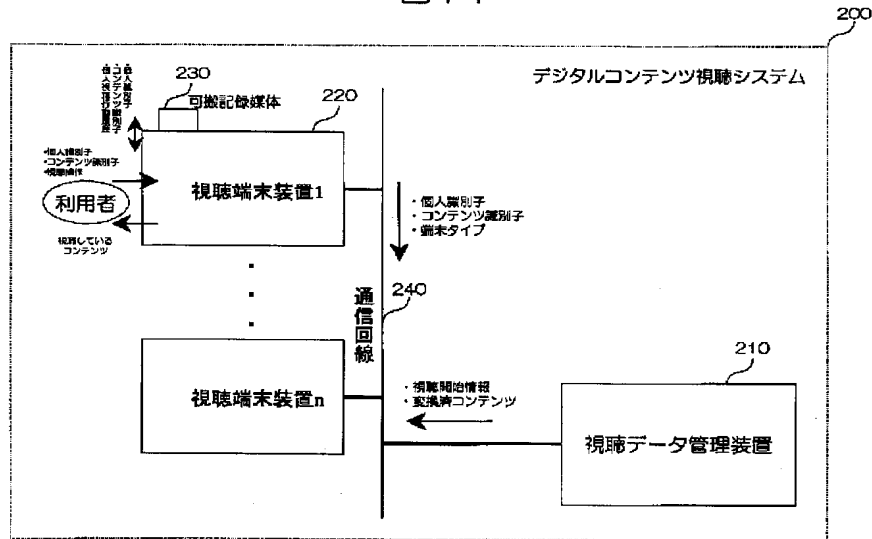 200
デジタルコンテンツ視聴システム
230
可搬記録媒体
220
・個人識別子
・コンテンツ識別子
・個人視聴作動履歴
・個人識別子
・コンテンツ識別子
・視聴操作
利用者
視聴している
コンテンツ
視聴端末装置1
・個人識別子
・コンテンツ識別子
・端末タイプ
・
・
・
通信回線
240
視聴端末装置n
・視聴開始情報
・変換済コンテンツ
210
視聴データ管理装置